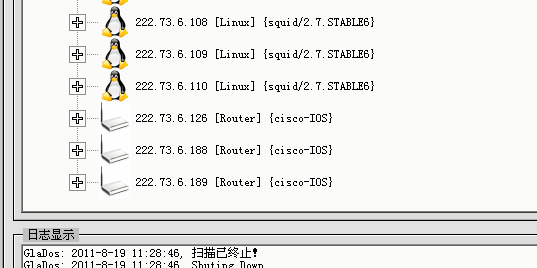 222.73.6.108 [Linux] {squid/2.7.STABLE6}
222.73.6.109 [Linux] {squid/2.7.STABLE6}
222.73.6.110 [Linux] {squid/2.7.STABLE6}
222.73.6.126 [Router] {cisco-IOS}
222.73.6.188 [Router] {cisco-IOS}
222.73.6.189 [Router] {cisco-IOS}
日志显示
GlaDos: 2011-8-19 11:28:46, 扫描已终止!
GlaDos: 2011-8-19 11:28:46, Shuting Down